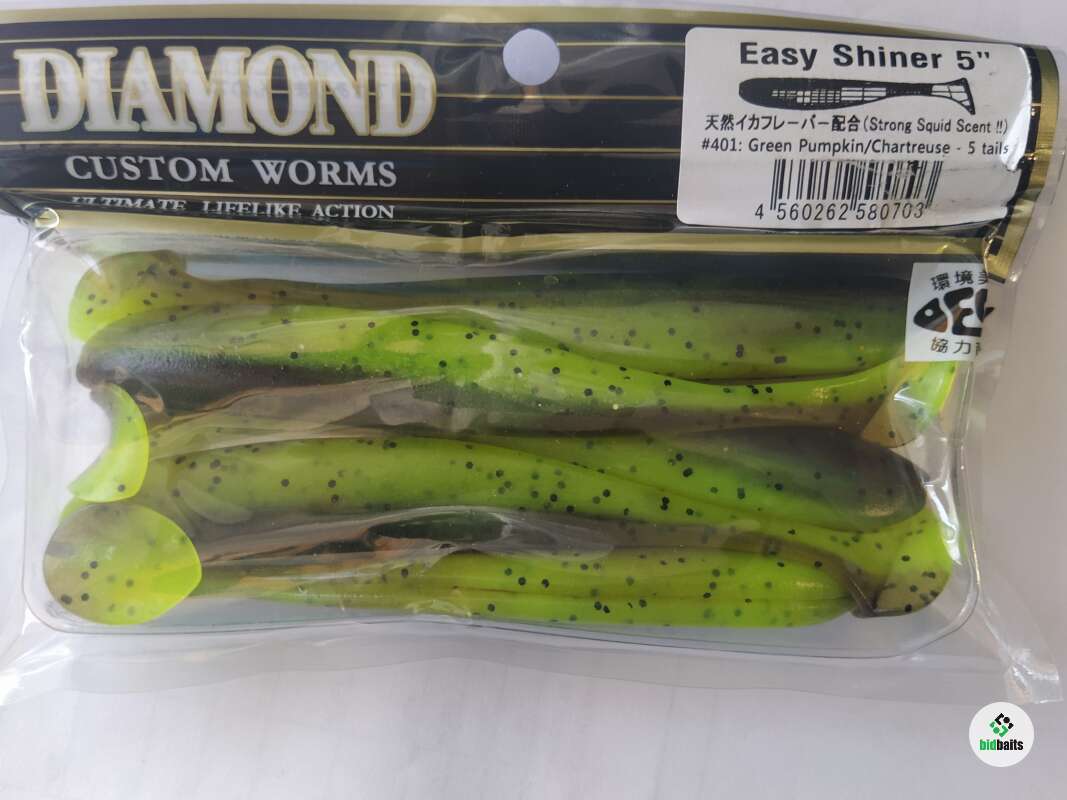 DIAMOND
CUSTOM WORMS
ULTIMATE LIFELIKE ACTION
Easy Shiner 5"
天然イカフレーバー配合(Strong Squid Scent !!)
#401: Green Pumpkin/Chartreuse - 5 tails
4 560262 580703
環境
協力
bidbaits